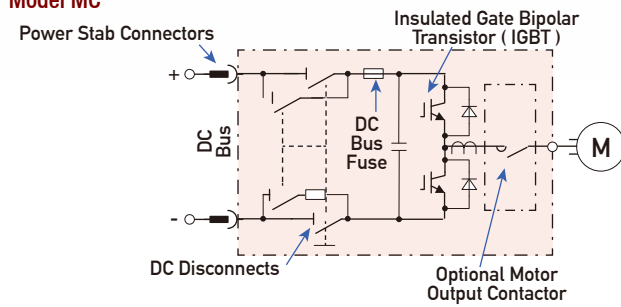 Model MC
Power Stab Connectors
Insulated Gate Bipolar
Transistor ( IGBT )
+
DC
Bus
DC
Bus
Fuse
M
-
DC Disconnects
Optional Motor
Output Contactor